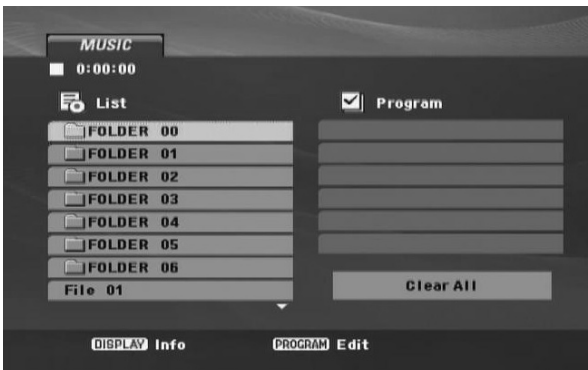 MUSIC
0:00:00
List
FOLDER 00
FOLDER 01
FOLDER 02
FOLDER 03
FOLDER 04
FOLDER 05
FOLDER 06
File 01
Program
Clear All
DISPLAY Info
PROGRAM Edit